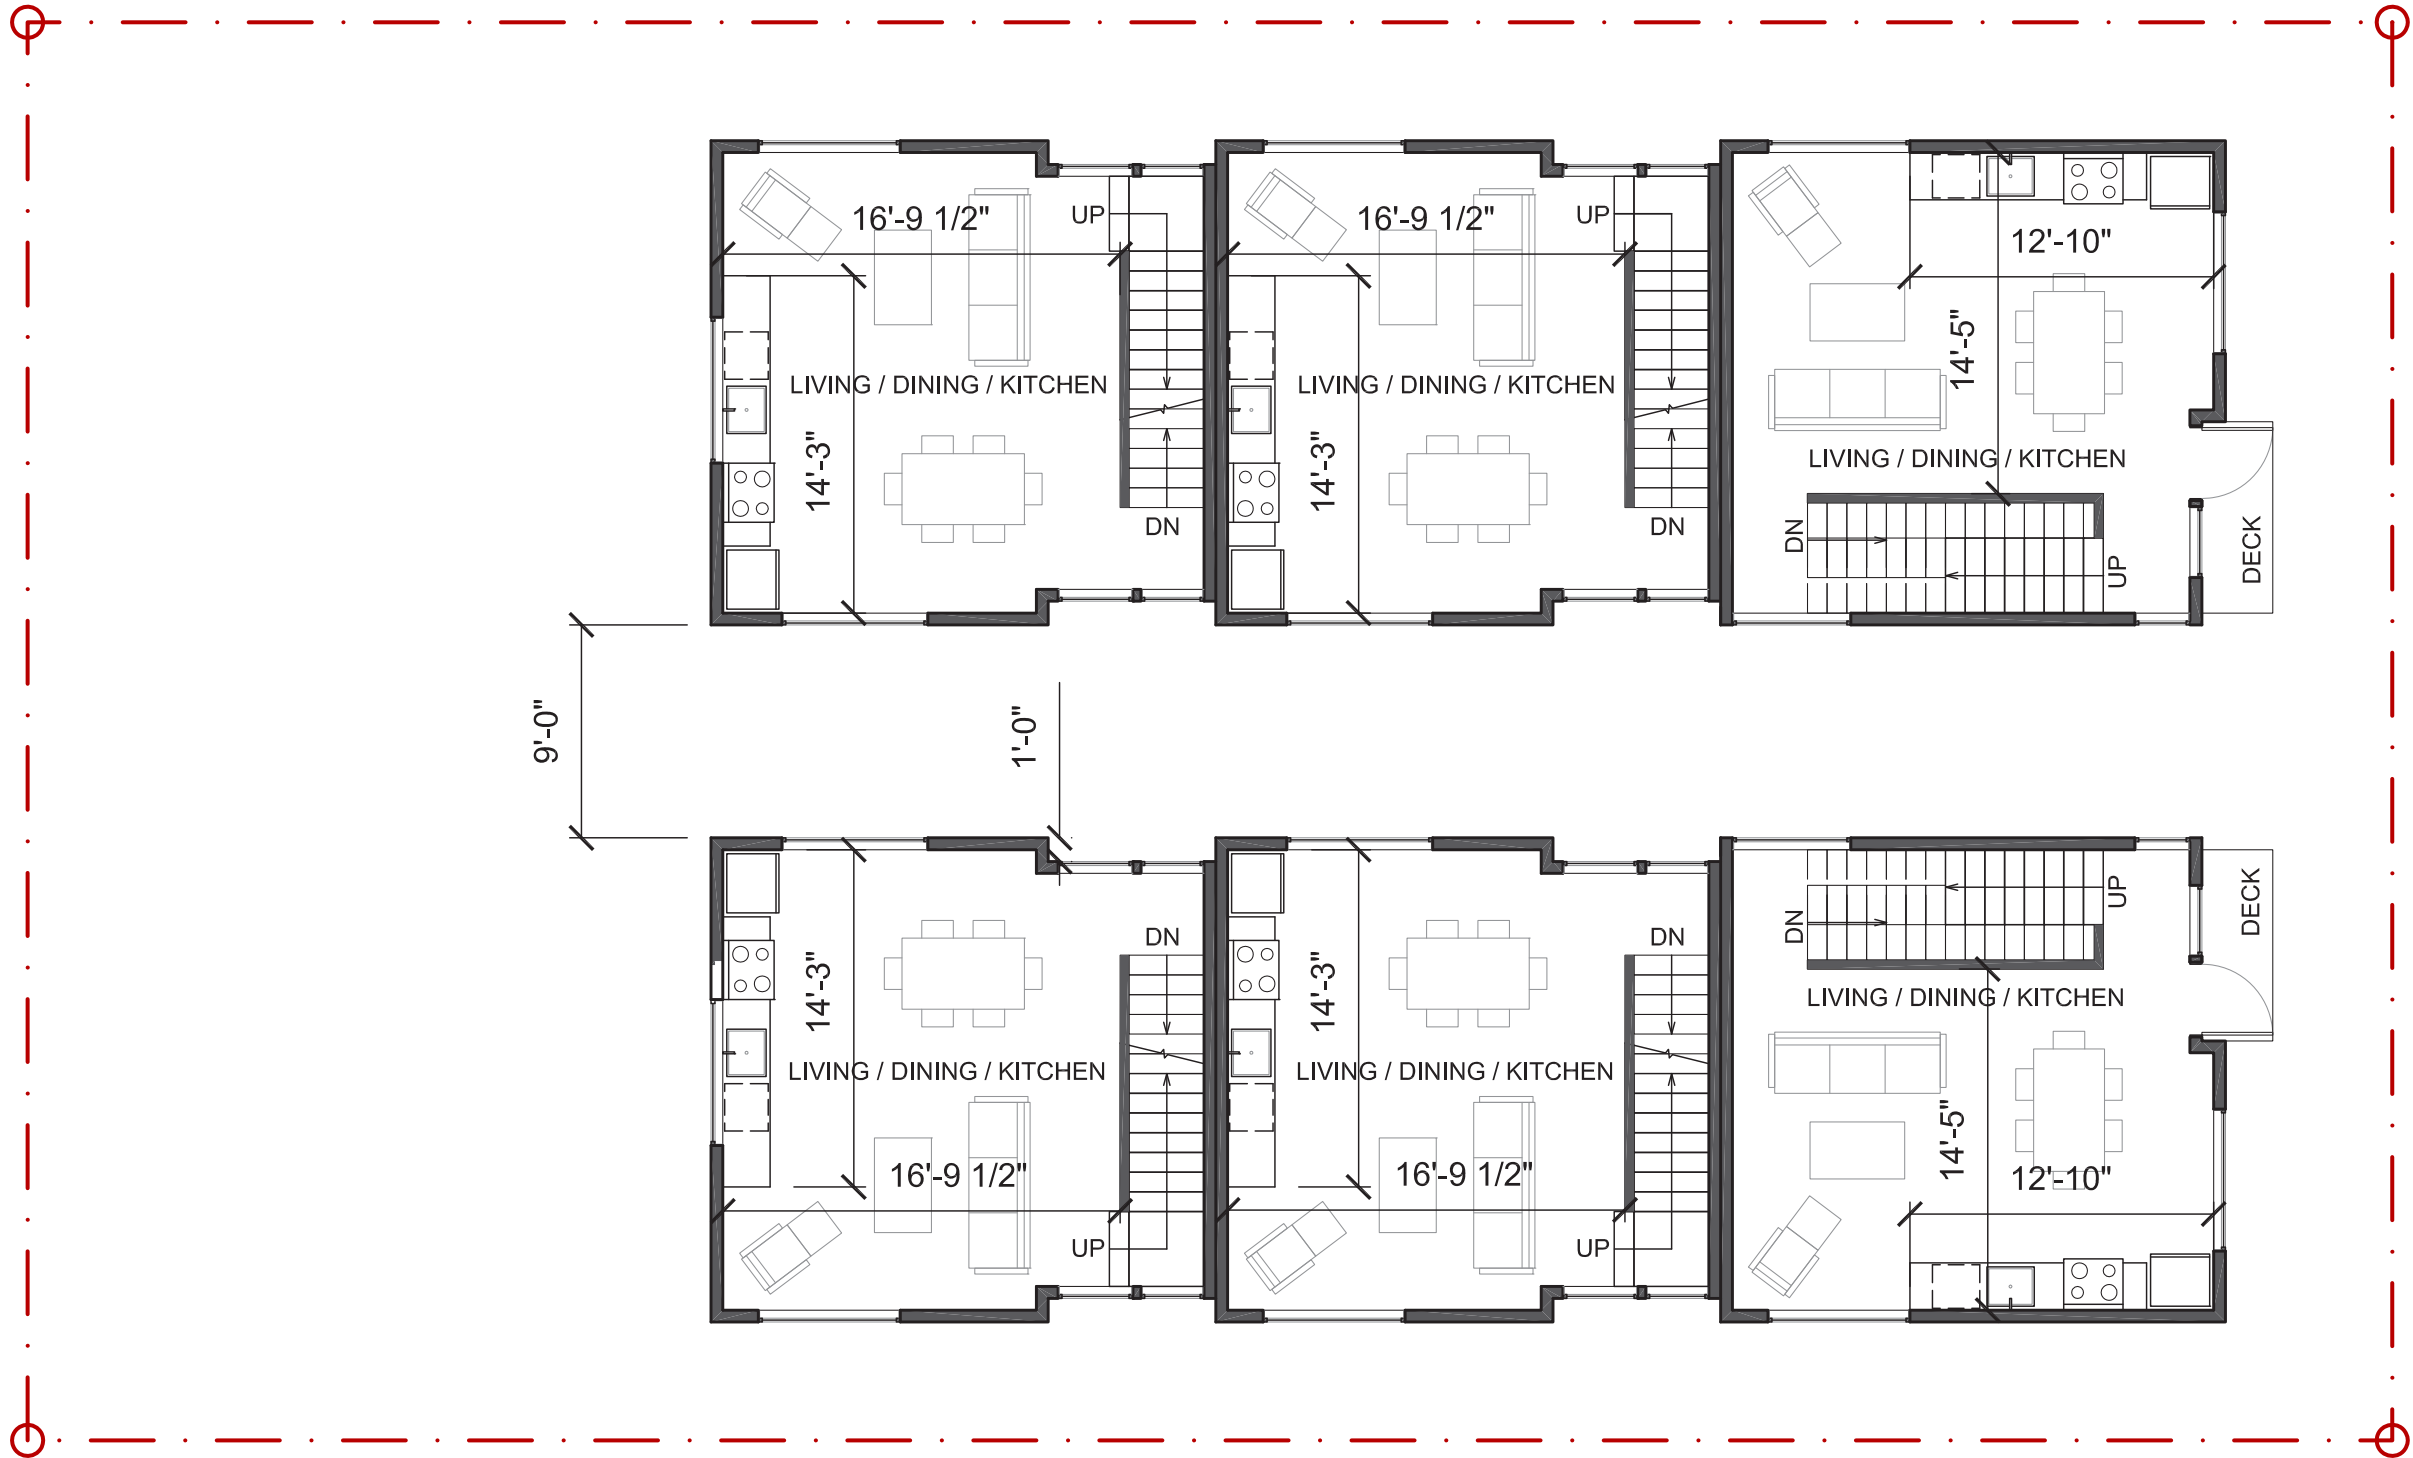 16'-9 1/2"
UP
16'-9 1/2"
UP
12'-10"
14'-5"
LIVING / DINING / KITCHEN
LIVING / DINING / KITCHEN
LIVING / DINING / KITCHEN
14'-3"
14'-3"
DN
DN
DN
UP
DECK
9'-0"
1'-0"
DN
DN
DN
UP
DECK
14'-3"
14'-3"
LIVING / DINING / KITCHEN
LIVING / DINING / KITCHEN
LIVING / DINING / KITCHEN
14'-5"
16'-9 1/2"
16'-9 1/2"
12'-10"
UP
UP